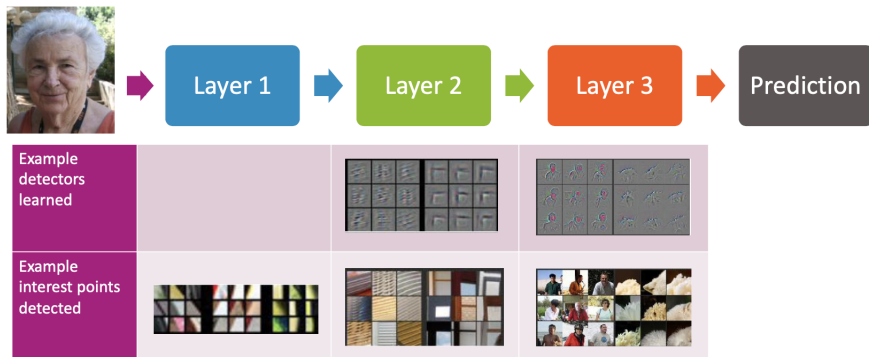 Layer 1
Layer 2
Layer 3
Prediction
Example
detectors
learned
Example
interest points
detected